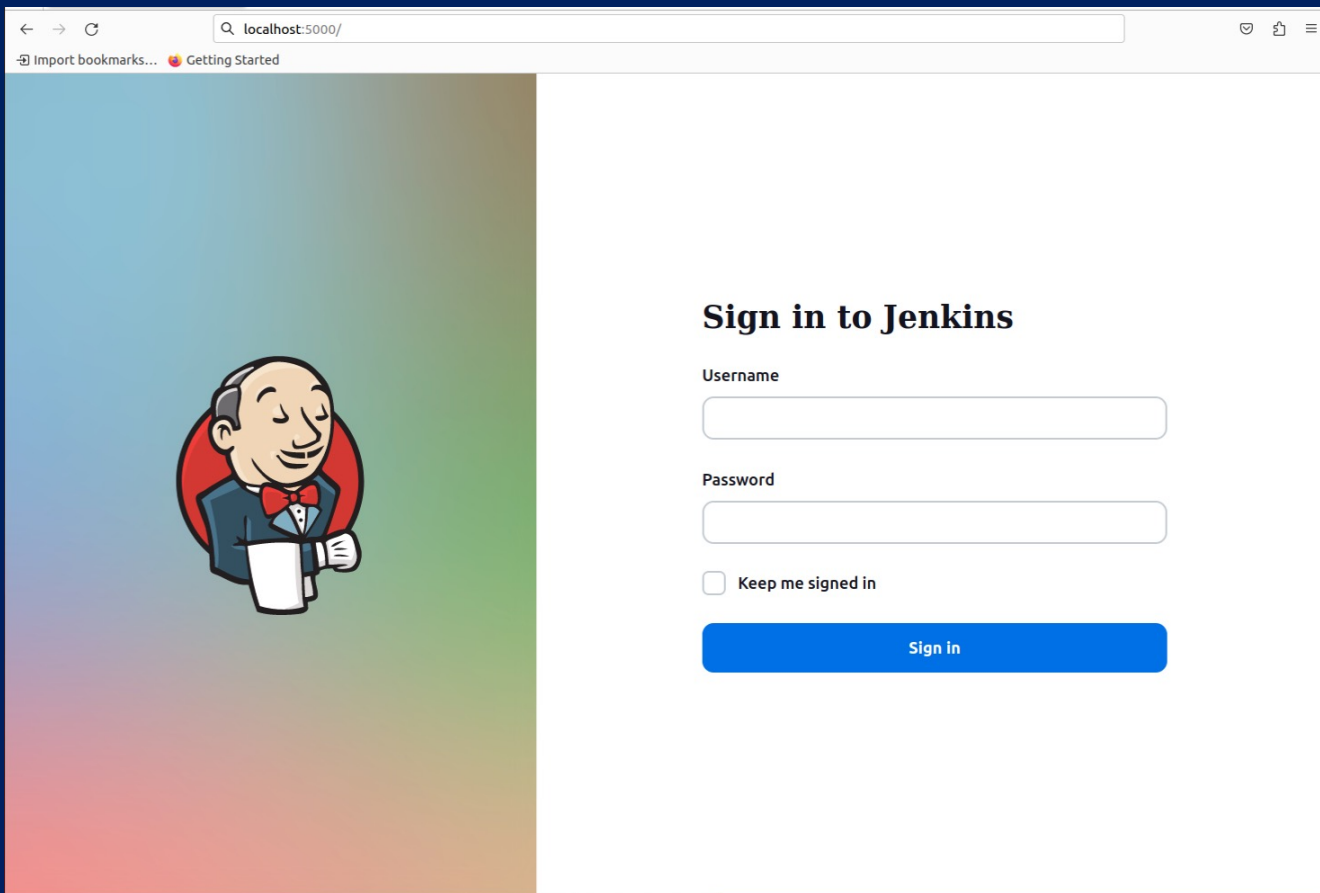 localhost:5000/
Import bookmarks... Getting Started
Sign in to Jenkins
Username
Password
Keep me signed in
Sign in